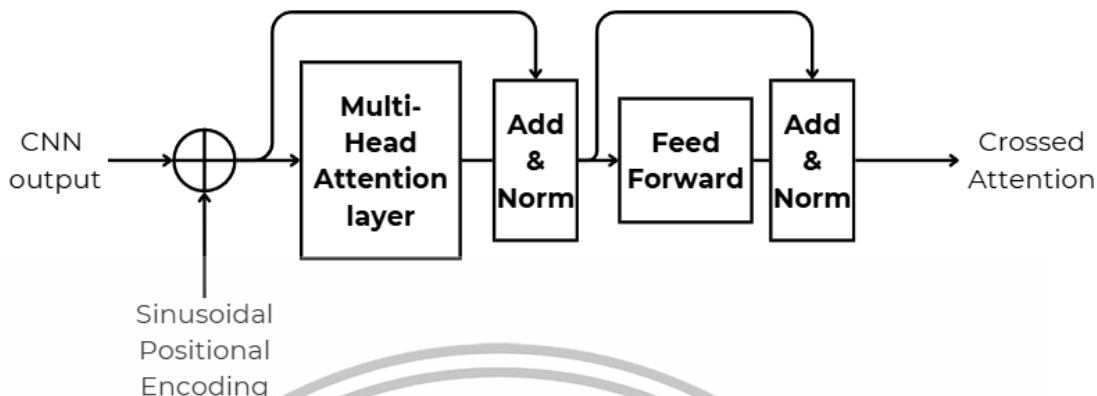 CNN
output
Sinusoidal
Positional
Encoding
Multi-
Head
Attention
layer
Add
&
Norm
Feed
Forward
Add
&
Norm
Crossed
Attention